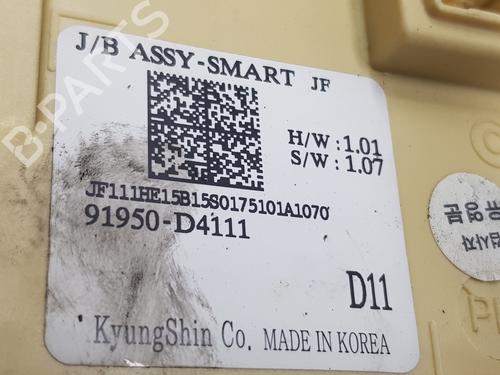 J/B ASSY-SMART JF
H/W : 1.01
S/W : 1.07
JF111HE15B15S0175101A1070
91950-D4111
D11
KyungShin Co. MADE IN KOREA
B-PARTS